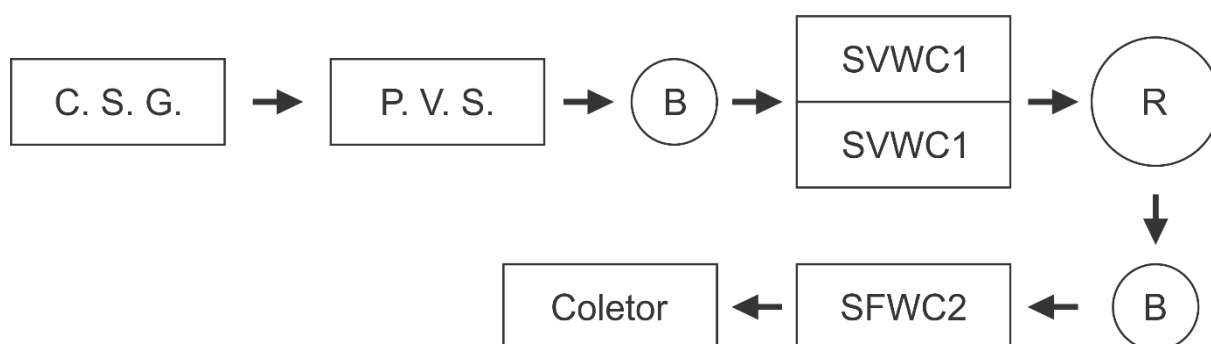 C. S. G.
P. V. S.
B
SVWC1
SVWC1
R
B
SFWC2
Coletor